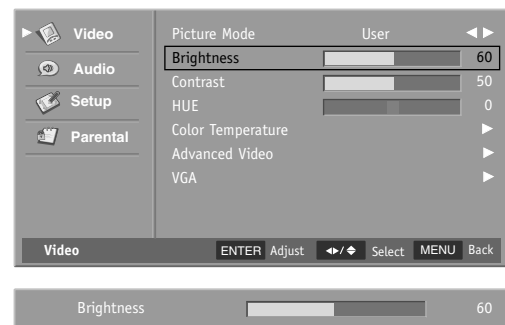 Video
Audio
Setup
Parental
Picture Mode User
Brightness 60
Contrast 50
HUE 0
Color Temperature
Advanced Video
VGA
Video ENTER Adjust ◄►/◆ Select MENU Back
Brightness 60